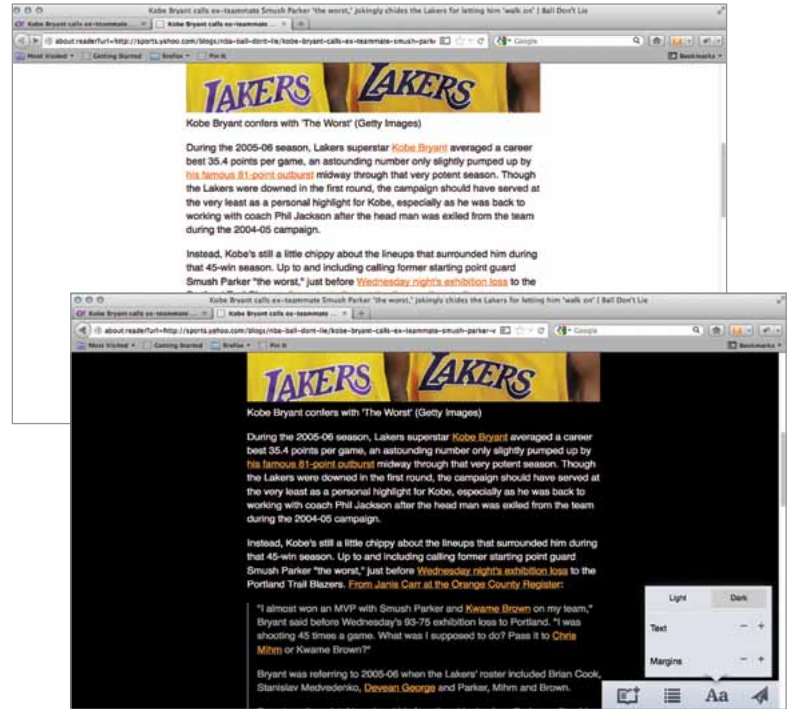 Kobe Bryant calls ex-teammate Smush Parker 'the worst,' jokingly chides the Lakers for letting him 'walk on' | Ball Don't Lie
Kobe Bryant calls ex-teammate ...
Kobe Bryant calls ex-teammate ...
about:reader?url=http://sports.yahoo.com/blogs/nba-ball-dont-lie/kobe-bryant-calls-ex-teammate-smush-parke
Google
Most Visited
Getting Started
firefox
Pin It
Bookmarks
LAKERS LAKERS
Kobe Bryant confers with 'The Worst' (Getty Images)
During the 2005-06 season, Lakers superstar Kobe Bryant averaged a career
best 35.4 points per game, an astounding number only slightly pumped up by
his famous 81-point outburst midway through that very potent season. Though
the Lakers were downed in the first round, the campaign should have served at
the very least as a personal highlight for Kobe, especially as he was back to
working with coach Phil Jackson after the head man was exiled from the team
during the 2004-05 campaign.
Instead, Kobe's still a little chippy about the lineups that surrounded him during
that 45-win season. Up to and including calling former starting point guard
Smush Parker "the worst," just before Wednesday night's exhibition loss to the
Kobe Bryant calls ex-teammate Smush Parker 'the worst,' jokingly chides the Lakers for letting him 'walk on' | Ball Don't Lie
Kobe Bryant calls ex-teammate ...
Kobe Bryant calls ex-teammate ...
about:reader?url=http://sports.yahoo.com/blogs/nba-ball-dont-lie/kobe-bryant-calls-ex-teammate-smush-parker-v
Google
Most Visited
Getting Started
firefox
Pin It
Bookmarks
LAKERS LAKERS
Kobe Bryant confers with 'The Worst' (Getty Images)
During the 2005-06 season, Lakers superstar Kobe Bryant averaged a career
best 35.4 points per game, an astounding number only slightly pumped up by
his famous 81-point outburst midway through that very potent season. Though
the Lakers were downed in the first round, the campaign should have served at
the very least as a personal highlight for Kobe, especially as he was back to
working with coach Phil Jackson after the head man was exiled from the team
during the 2004-05 campaign.
Instead, Kobe's still a little chippy about the lineups that surrounded him during
that 45-win season. Up to and including calling former starting point guard
Smush Parker "the worst," just before Wednesday night's exhibition loss to the
Portland Trail Blazers. From Janis Carr at the Orange County Register:
"I almost won an MVP with Smush Parker and Kwame Brown on my team,"
Bryant said before Wednesday's 93-75 exhibition loss to Portland. "I was
shooting 45 times a game. What was I supposed to do? Pass it to Chris
Mihm or Kwame Brown?"
Bryant was referring to 2005-06 when the Lakers' roster included Brian Cook,
Stanislav Medvedenko, Devean George and Parker, Mihm and Brown.
Light Dark
Text - +
Margins - +
Aa